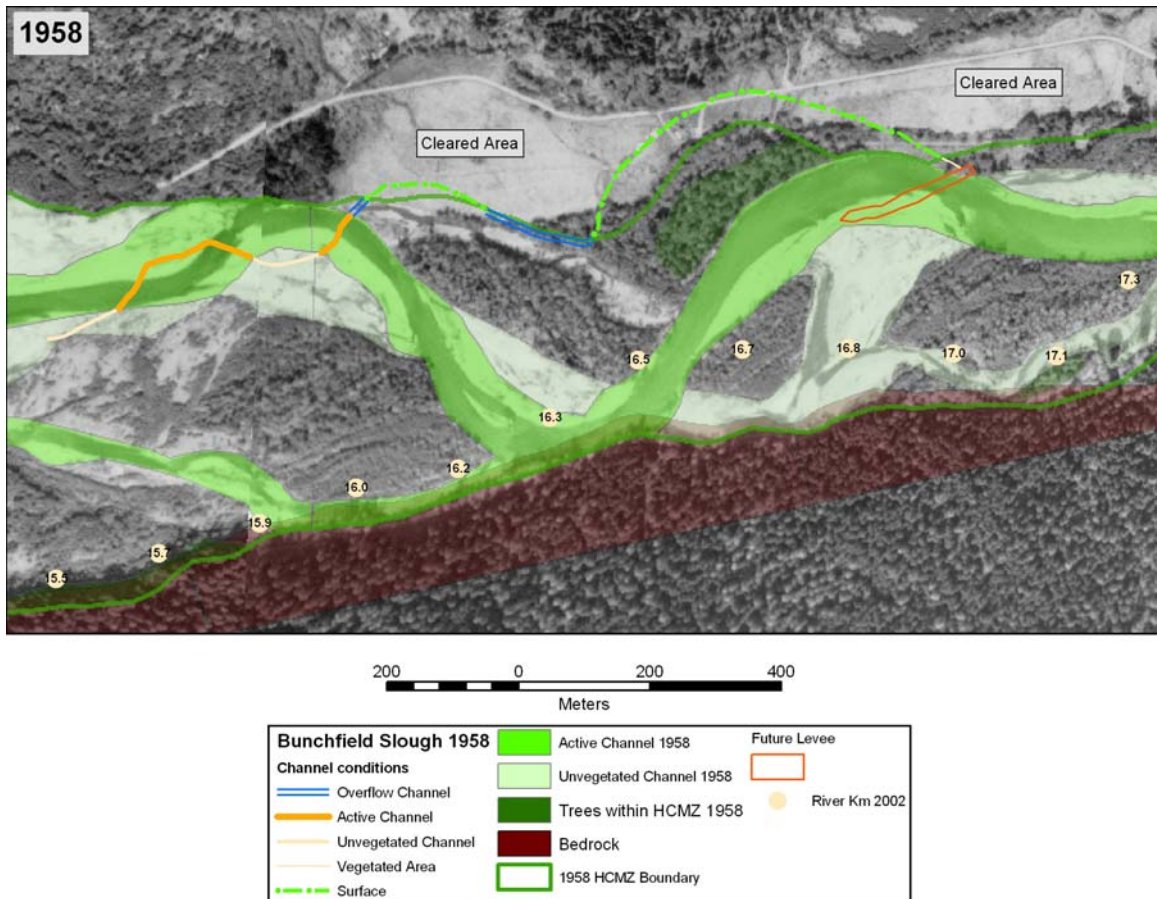 1958
Cleared Area
Cleared Area
17.3
16.5
16.7
16.8
17.0
17.1
16.3
16.2
16.0
15.9
15.7
15.5
200 0 200 400
Meters
Bunchfield Slough 1958
Channel conditions
Overflow Channel
Active Channel
Unvegetated Channel
Vegetated Area
Surface
Active Channel 1958
Unvegetated Channel 1958
Trees within HCMZ 1958
Bedrock
1958 HCMZ Boundary
Future Levee
River Km 2002